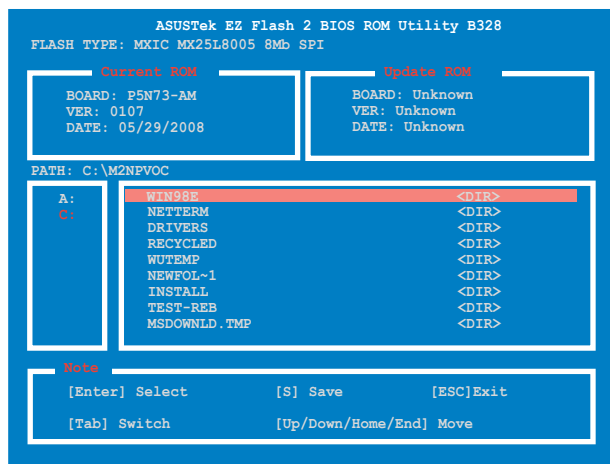 ASUSTek EZ Flash 2 BIOS ROM Utility B328
FLASH TYPE: MXIC MX25L8005 8Mb SPI
Current ROM
BOARD: P5N73-AM
VER: 0107
DATE: 05/29/2008
Update ROM
BOARD: Unknown
VER: Unknown
DATE: Unknown
PATH: C:\M2NPVOC
A:
C:
WIN98E <DIR>
NETTERM <DIR>
DRIVERS <DIR>
RECYCLED <DIR>
WUTEMP <DIR>
NEWFOL~1 <DIR>
INSTALL <DIR>
TEST-REB <DIR>
MSDOWNLD.TMP <DIR>
Note
[Enter] Select [S] Save [ESC]Exit
[Tab] Switch [Up/Down/Home/End] Move